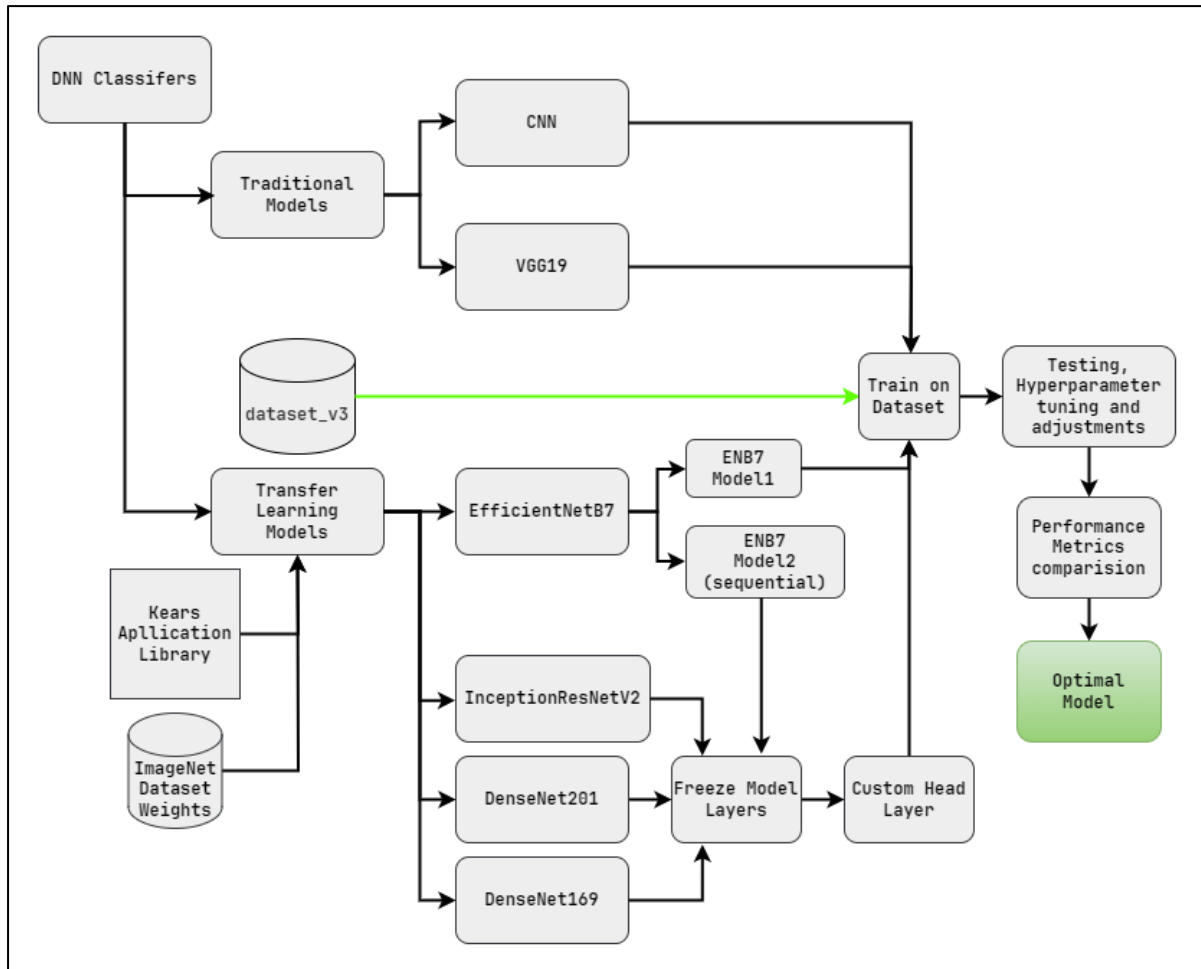 DNN Classifers
CNN
Traditional
Models
VGG19
dataset_v3
Train on
Dataset
Testing,
Hyperparameter
tuning and
adjustments
Transfer
Learning
Models
EfficientNetB7
ENB7
Model1
ENB7
Model2
(sequential)
Performance
Metrics
comparision
Kears
Apllication
Library
InceptionResNetV2
Optimal
Model
ImageNet
Dataset
Weights
DenseNet201
Freeze Model
Layers
Custom Head
Layer
DenseNet169